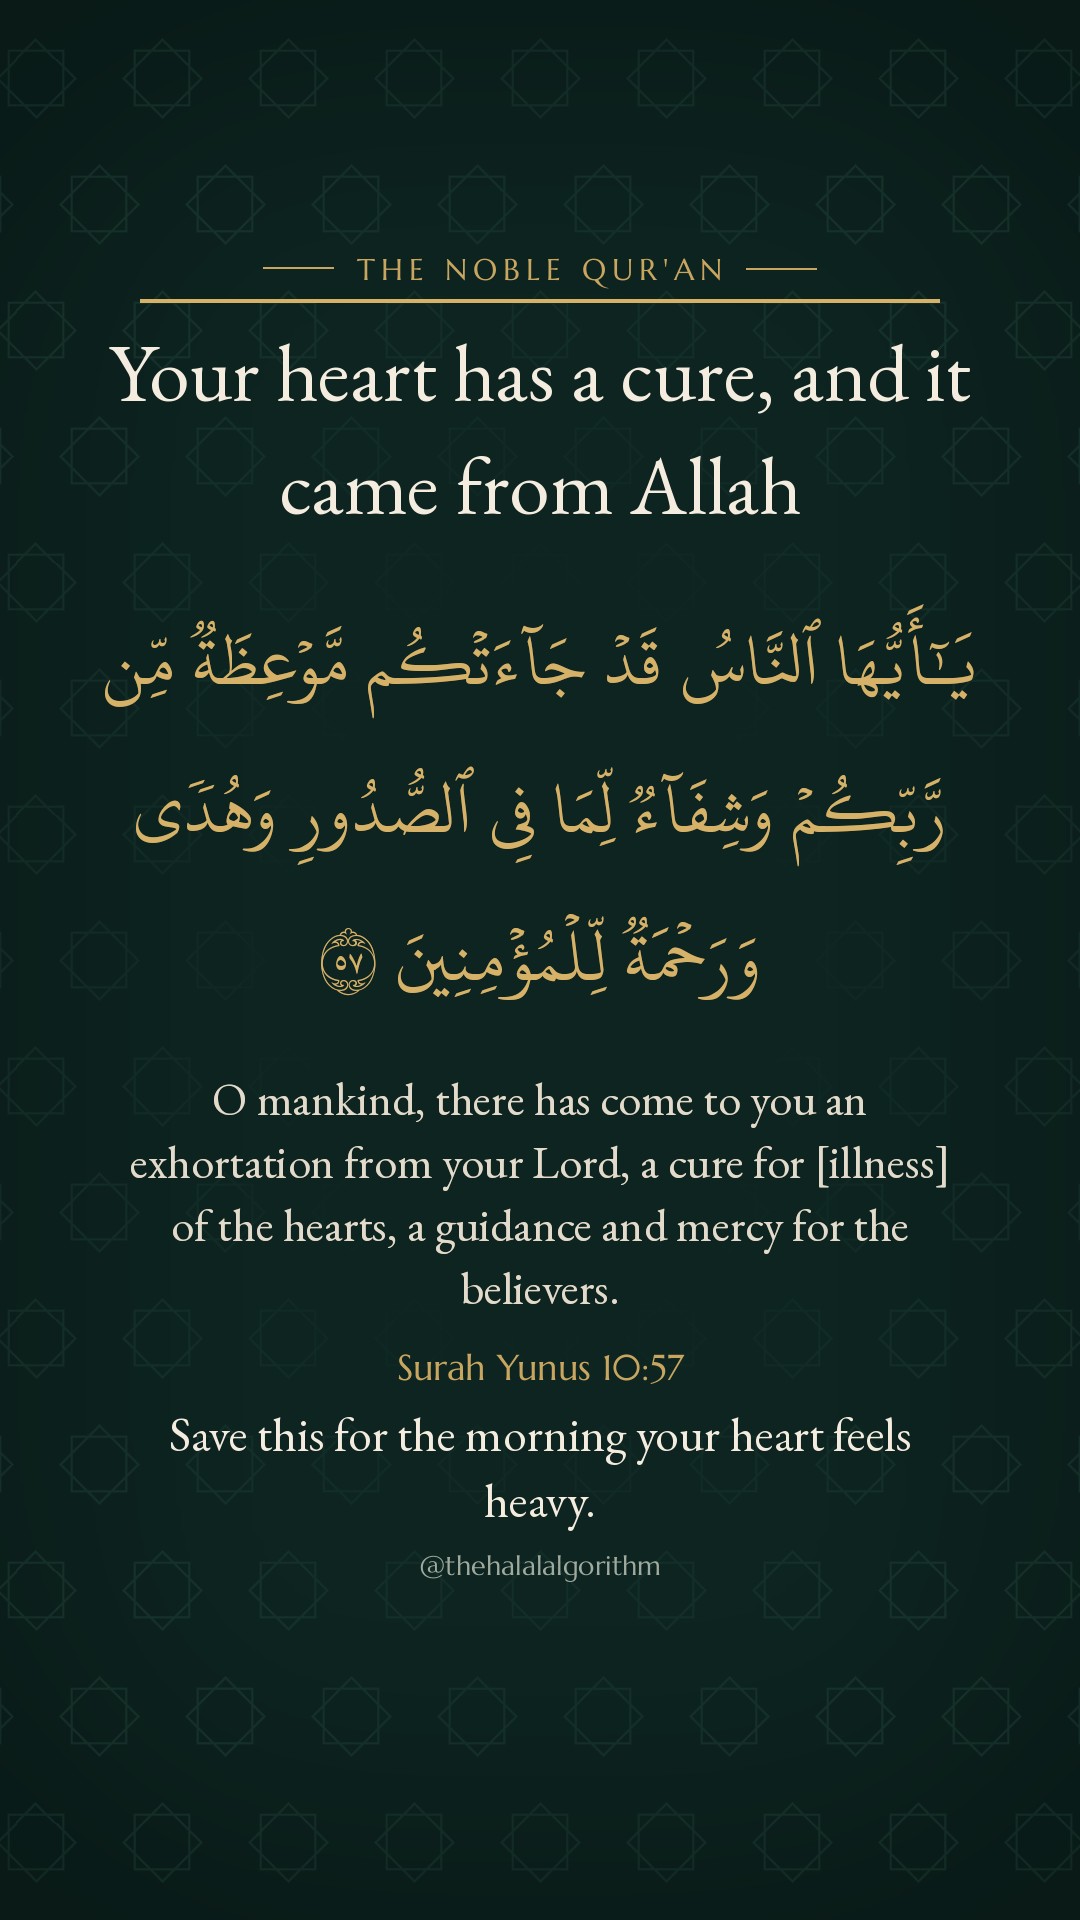 THE NOBLE QUR'AN
Your heart has a cure, and it
came from Allah
يَـٰٓأَيُّهَا ٱلنَّاسُ قَدْ جَآءَتْكُم مَّوْعِظَةٌ مِّن
رَّبِّكُمْ وَشِفَآءٌ لِّمَا فِى ٱلصُّدُورِ وَهُدًى
وَرَحْمَةٌ لِّلْمُؤْمِنِينَ ٥٧
O mankind, there has come to you an
exhortation from your Lord, a cure for [illness]
of the hearts, a guidance and mercy for the
believers.
Surah Yunus 10:57
Save this for the morning your heart feels
heavy.
@thehalalalgorithm